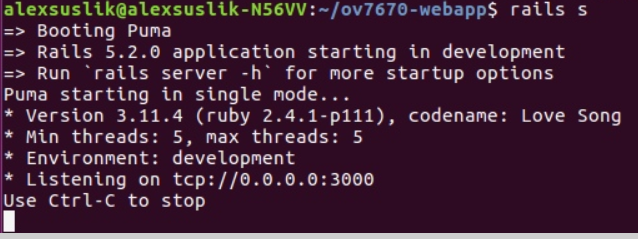 alexsuslik@alexsuslik-N56VV:~/ov7670-webapp$ rails s
=> Booting Puma
=> Rails 5.2.0 application starting in development
=> Run `rails server -h` for more startup options
Puma starting in single mode...
* Version 3.11.4 (ruby 2.4.1-p111), codename: Love Song
* Min threads: 5, max threads: 5
* Environment: development
* Listening on tcp://0.0.0.0:3000
Use Ctrl-C to stop